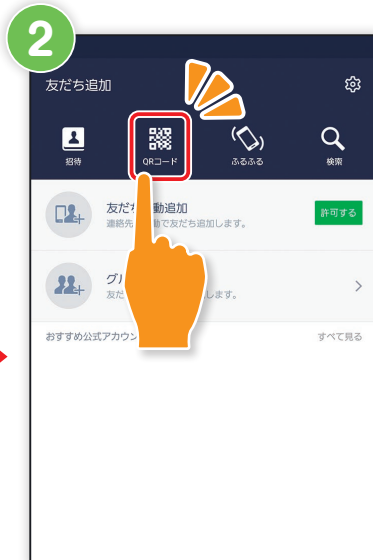 2
友だち追加
招待
QRコード
ふるふる
検索
友だち 動追加
連絡先 動で友だち追加します。
許可する
グル
友だ します。
おすすめ公式アカウン
すべて見る